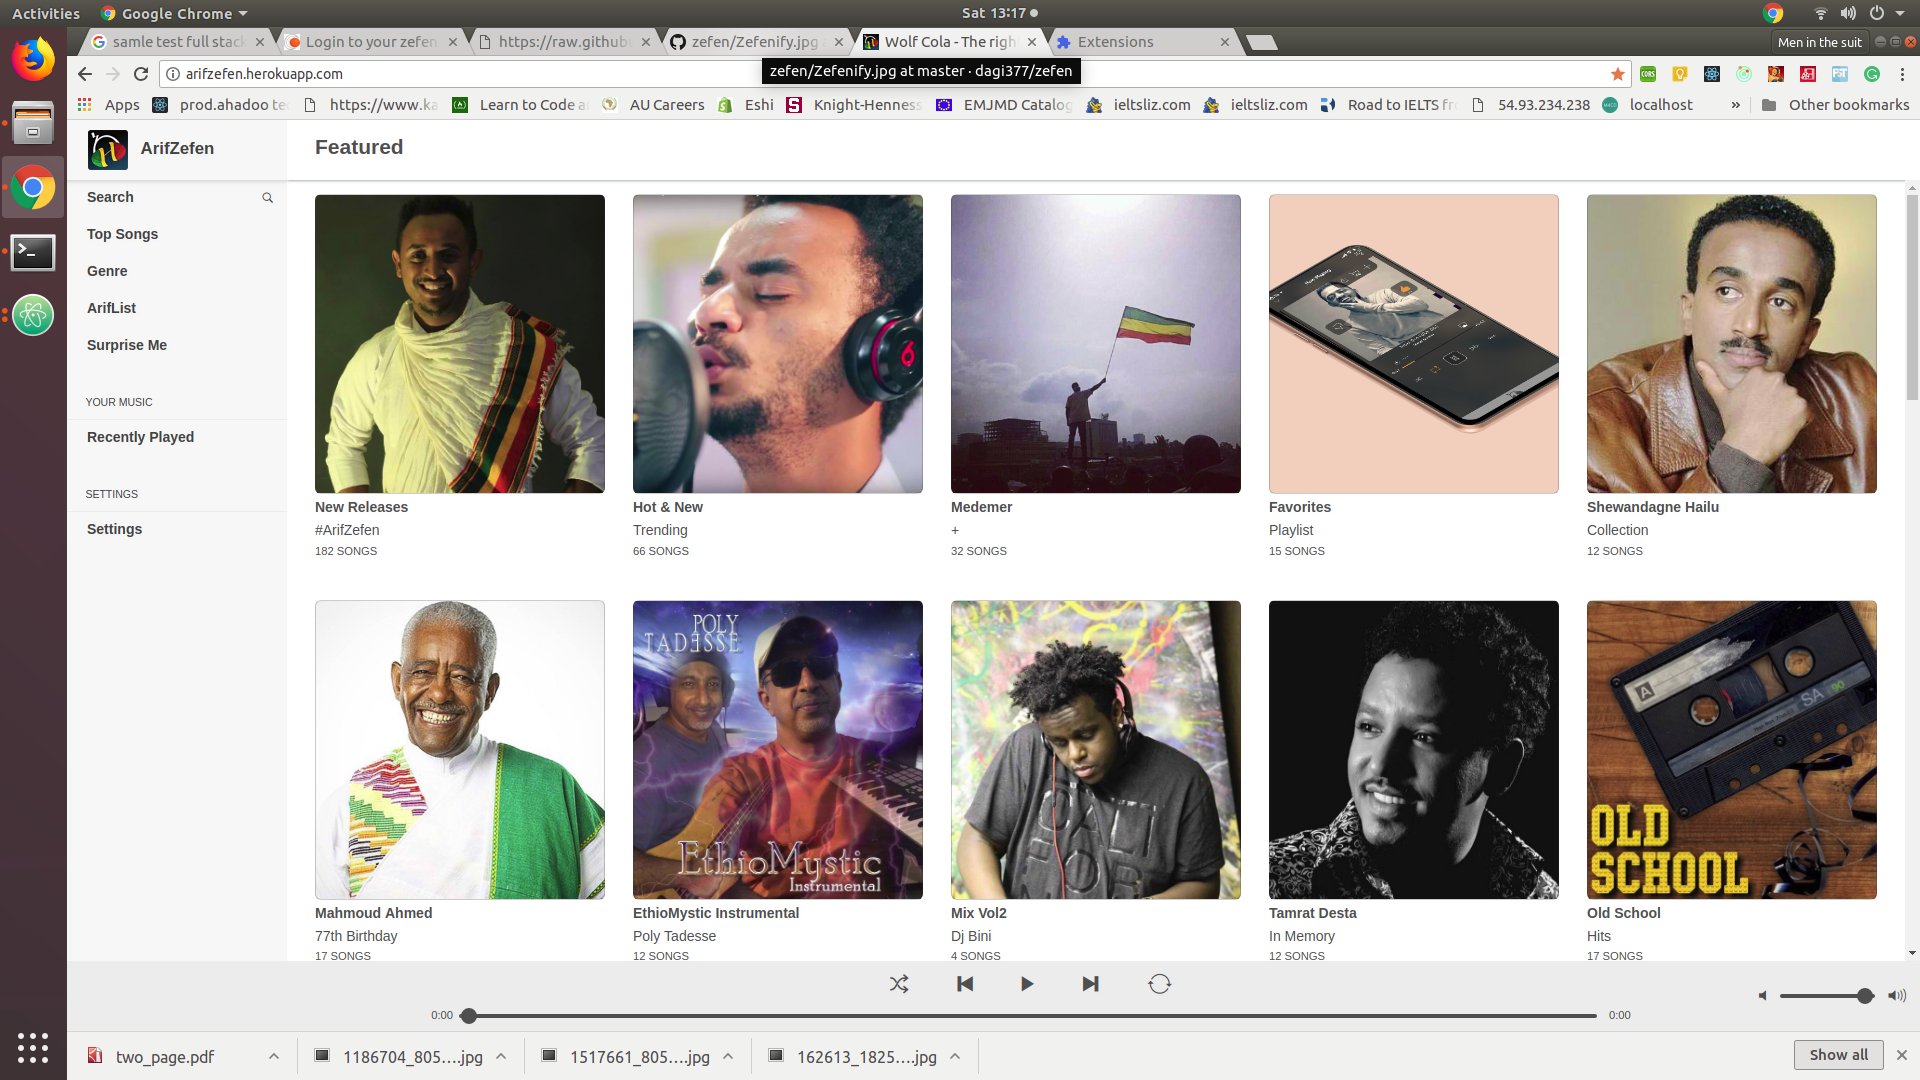 Activities
Google Chrome
Sat 13:17
samle test full stack
Login to your zefen
https://raw.github
zefen/Zefenify.jpg
Wolf Cola - The righ
Extensions
Men in the suit
arifzefen.herokuapp.com
zefen/Zefenify.jpg at master · dagi377/zefen
Apps
prod.ahadoo te
https://www.ka
Learn to Code a
AU Careers
Eshi
Knight-Henness
EMJMD Catalog
ieltsliz.com
ieltsliz.com
Road to IELTS fr
54.93.234.238
localhost
»
Other bookmarks
ArifZefen
Featured
Search
Top Songs
Genre
ArifList
Surprise Me
YOUR MUSIC
Recently Played
SETTINGS
Settings
New Releases
#ArifZefen
182 SONGS
Hot & New
Trending
66 SONGS
Medemer
+
32 SONGS
Favorites
Playlist
15 SONGS
Shewandagne Hailu
Collection
12 SONGS
POLY
TADESSE
EthioMystic
Instrumental
A
SA 90
OLD
SCHOOL
Mahmoud Ahmed
77th Birthday
17 SONGS
EthioMystic Instrumental
Poly Tadesse
12 SONGS
Mix Vol2
Dj Bini
4 SONGS
Tamrat Desta
In Memory
12 SONGS
Old School
Hits
17 SONGS
0:00
0:00
two_page.pdf
1186704_805....jpg
1517661_805....jpg
162613_1825....jpg
Show all